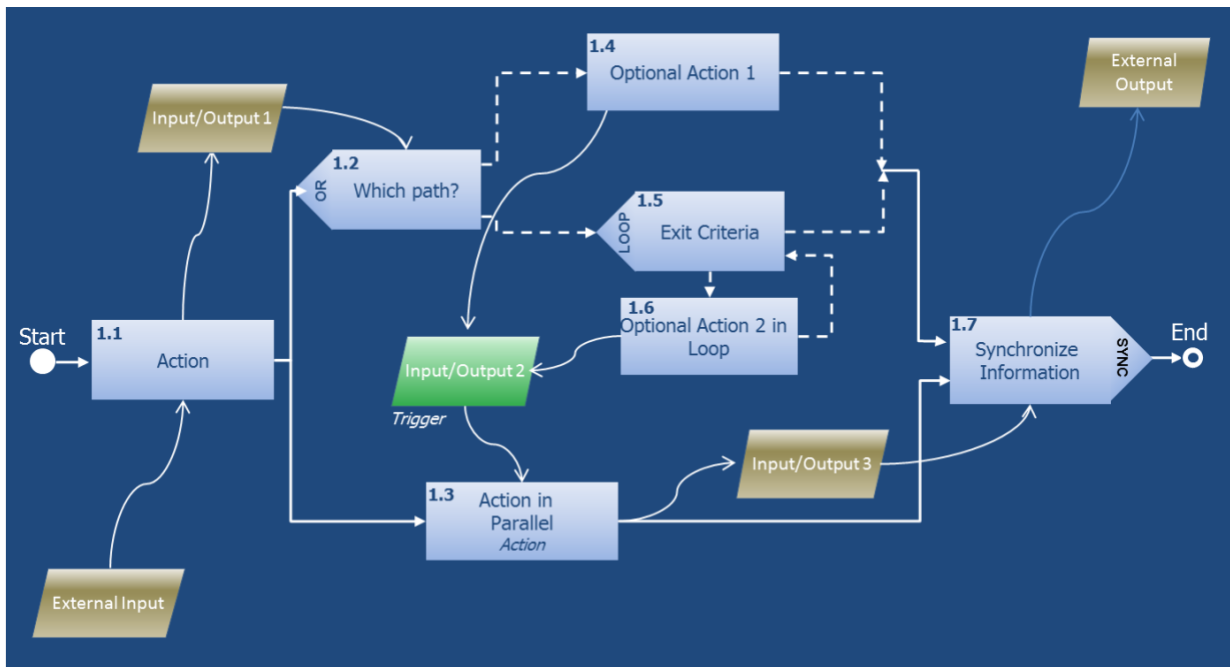 1.4
Optional Action 1
External
Output
Input/Output 1
1.2
OR
Which path?
1.5
LOOP
Exit Criteria
Start
1.1
Action
1.6
Optional Action 2 in
Loop
1.7
Synchronize
Information
SYNC
End
Input/Output 2
Trigger
1.3
Action in
Parallel
Action
Input/Output 3
External Input